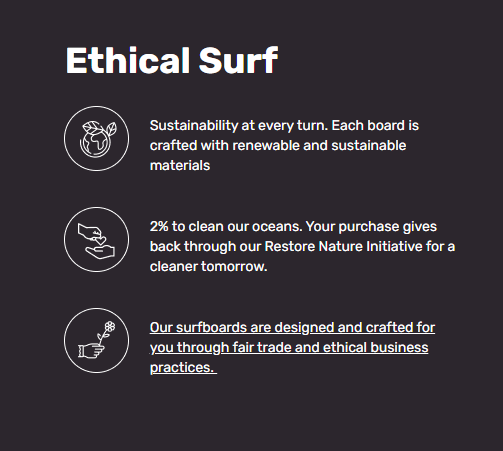 Ethical Surf
Sustainability at every turn. Each board is
crafted with renewable and sustainable
materials
2% to clean our oceans. Your purchase gives
back through our Restore Nature Initiative for a
cleaner tomorrow.
Our surfboards are designed and crafted for
you through fair trade and ethical business
practices.